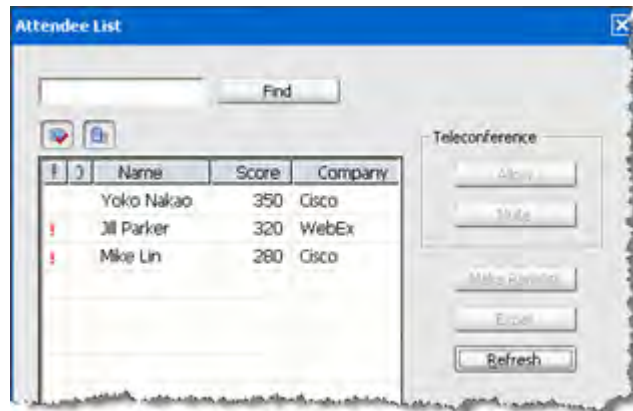 Attendee List
Find
Teleconference
! Name Score Company
Yoko Nakao 350 Cisco
! Jill Parker 320 WebEx
! Mike Lin 280 Cisco
Allow
Mute
Expel
Refresh